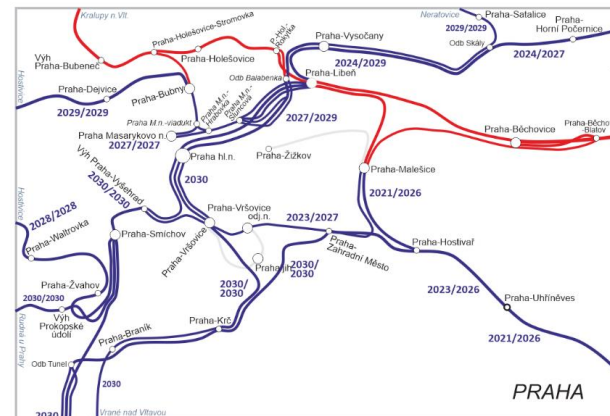 Kralupy n.Vlt
Neratovice
Praha-Satalice
2029/2029
Praha-
Horní Počernice
Odb Skály
2024/2027
Praha-Holešovice-Stromovka
P.-Hol.-
Rokytka
Praha-Vysočany
2024/2029
Výh
Praha-Bubeneč
Praha-Holešovice
Odb Balabenka
Praha-Libeň
Hostivice
Praha-Dejvice
2029/2029
Praha-Bubny
Praha M.n.-viadukt
Praha M.n.-
Hrabovka
Praha M.n.-
Sluncová
2027/2029
Praha Masarykovo n.
2027/2027
Praha-Běchovice
Praha-Běcho
-Blatov
Praha hl.n.
Praha-Žižkov
Praha-Malešice
2030
2021/2026
Výh Praha-Vyšehrad
2030/2030
Hostivice
2028/2028
Praha-Waltrovka
Praha-Smíchov
Praha-Vršovice
Praha-Vršovice
odj.n.
2023/2027
Praha-
Zahradní Město
Praha-Hostivař
Praha jih
2030/
2030
2030/
2030
2023/2026
Praha-Žvahov
2030/2030
Výh
Prokopské
údolí
Rudná u Prahy
Praha-Uhříněves
Praha-Krč
Praha-Braník
2021/2026
Odb Tunel
2030
2030
Vrané nad Vltavou
PRAHA